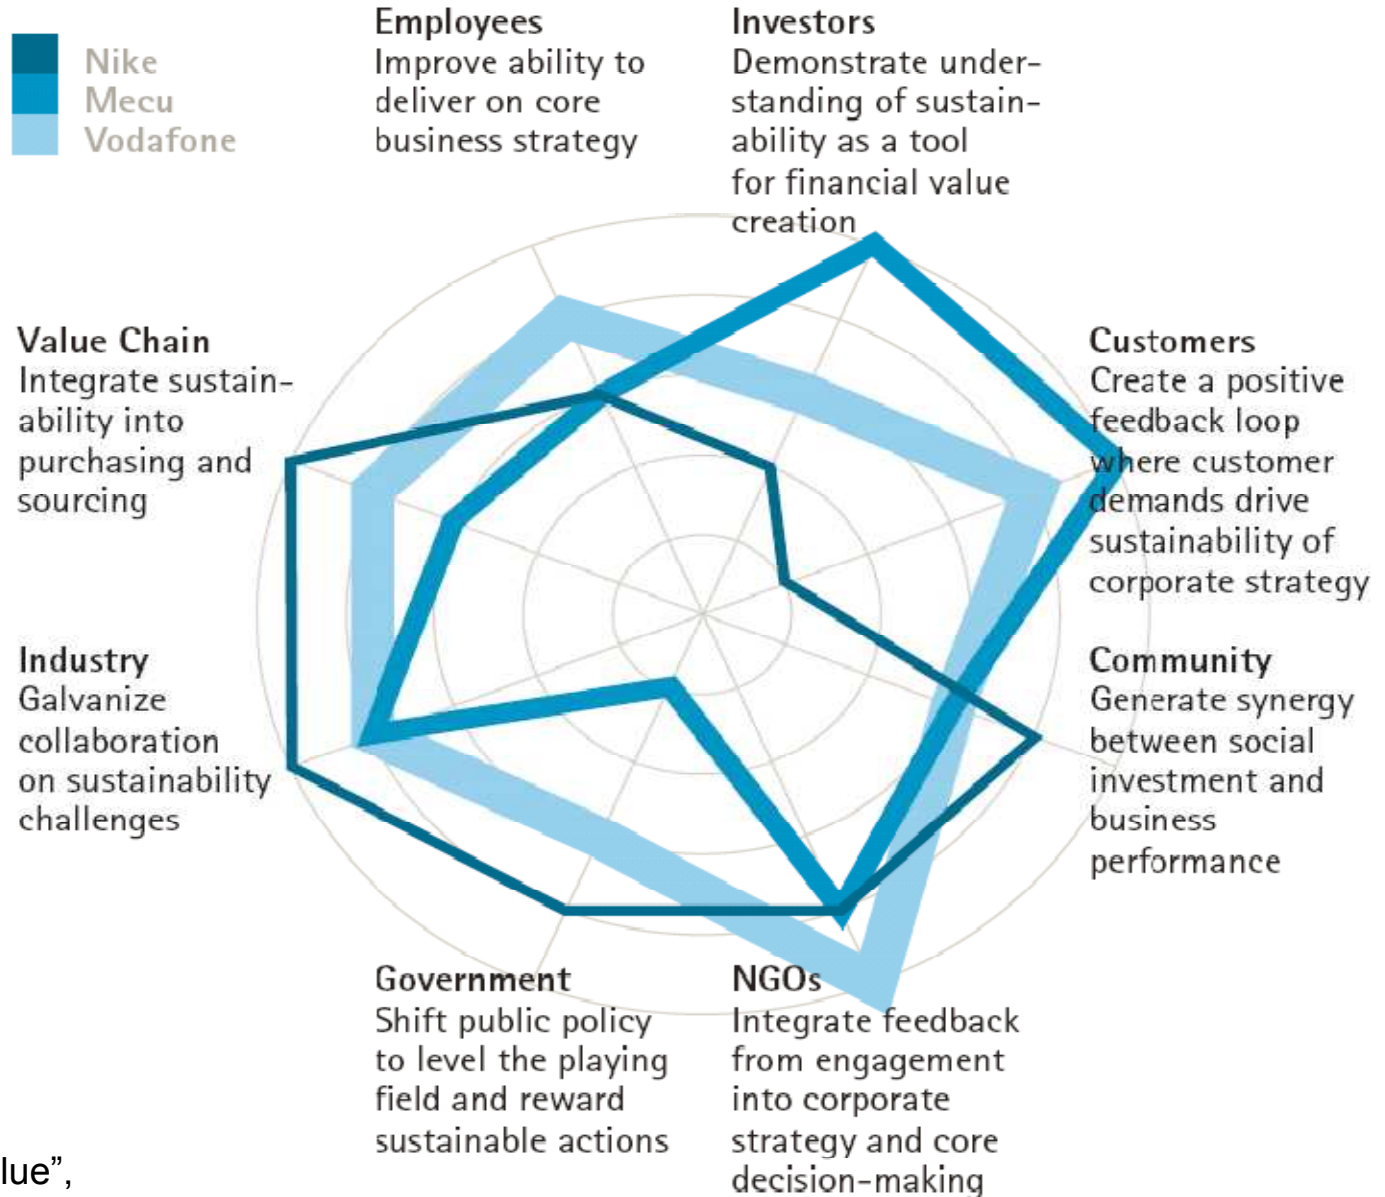 Nike
Mecu
Vodafone
Employees
Improve ability to
deliver on core
business strategy
Investors
Demonstrate under-
standing of sustain-
ability as a tool
for financial value
creation
Value Chain
Integrate sustain-
ability into
purchasing and
sourcing
Customers
Create a positive
feedback loop
where customer
demands drive
sustainability of
corporate strategy
Industry
Galvanize
collaboration
on sustainability
challenges
Community
Generate synergy
between social
investment and
business
performance
Government
Shift public policy
to level the playing
field and reward
sustainable actions
NGOs
Integrate feedback
from engagement
into corporate
strategy and core
decision-making
lue”,